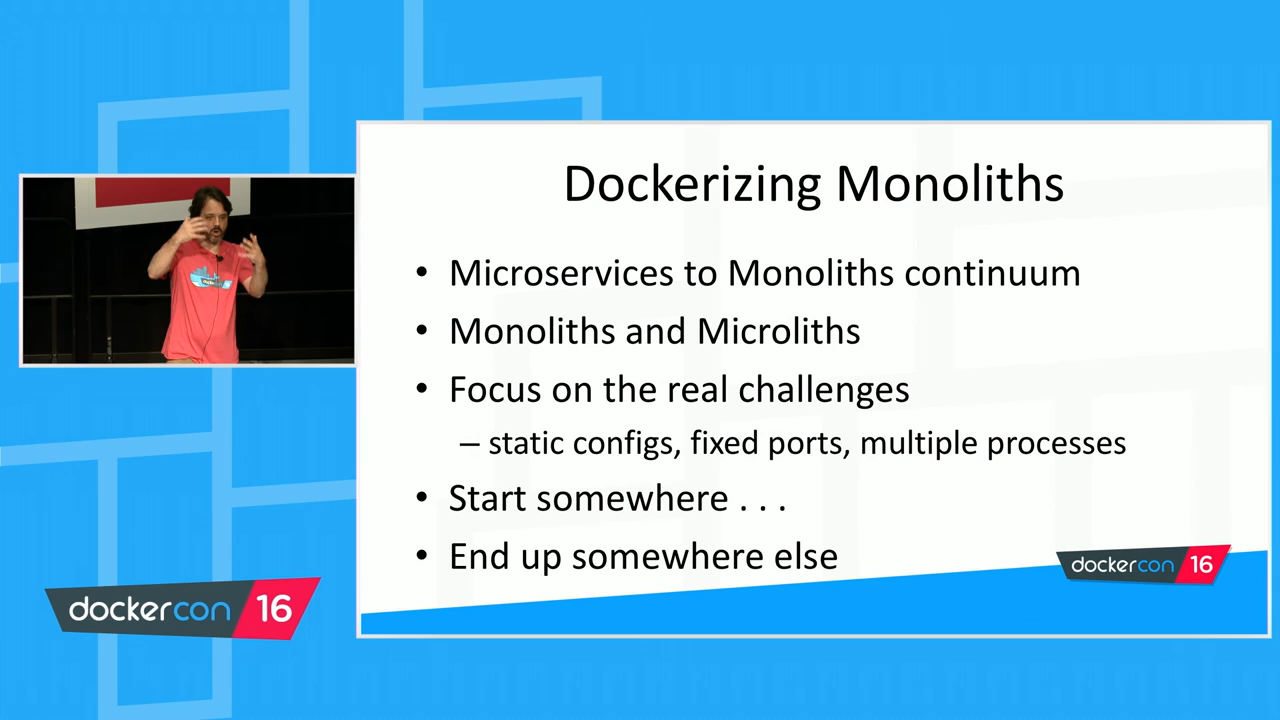 Dockerizing Monoliths
• Microservices to Monoliths continuum
• Monoliths and Microliths
• Focus on the real challenges
– static configs, fixed ports, multiple processes
• Start somewhere . . .
• End up somewhere else
dockercon 16
dockercon 16